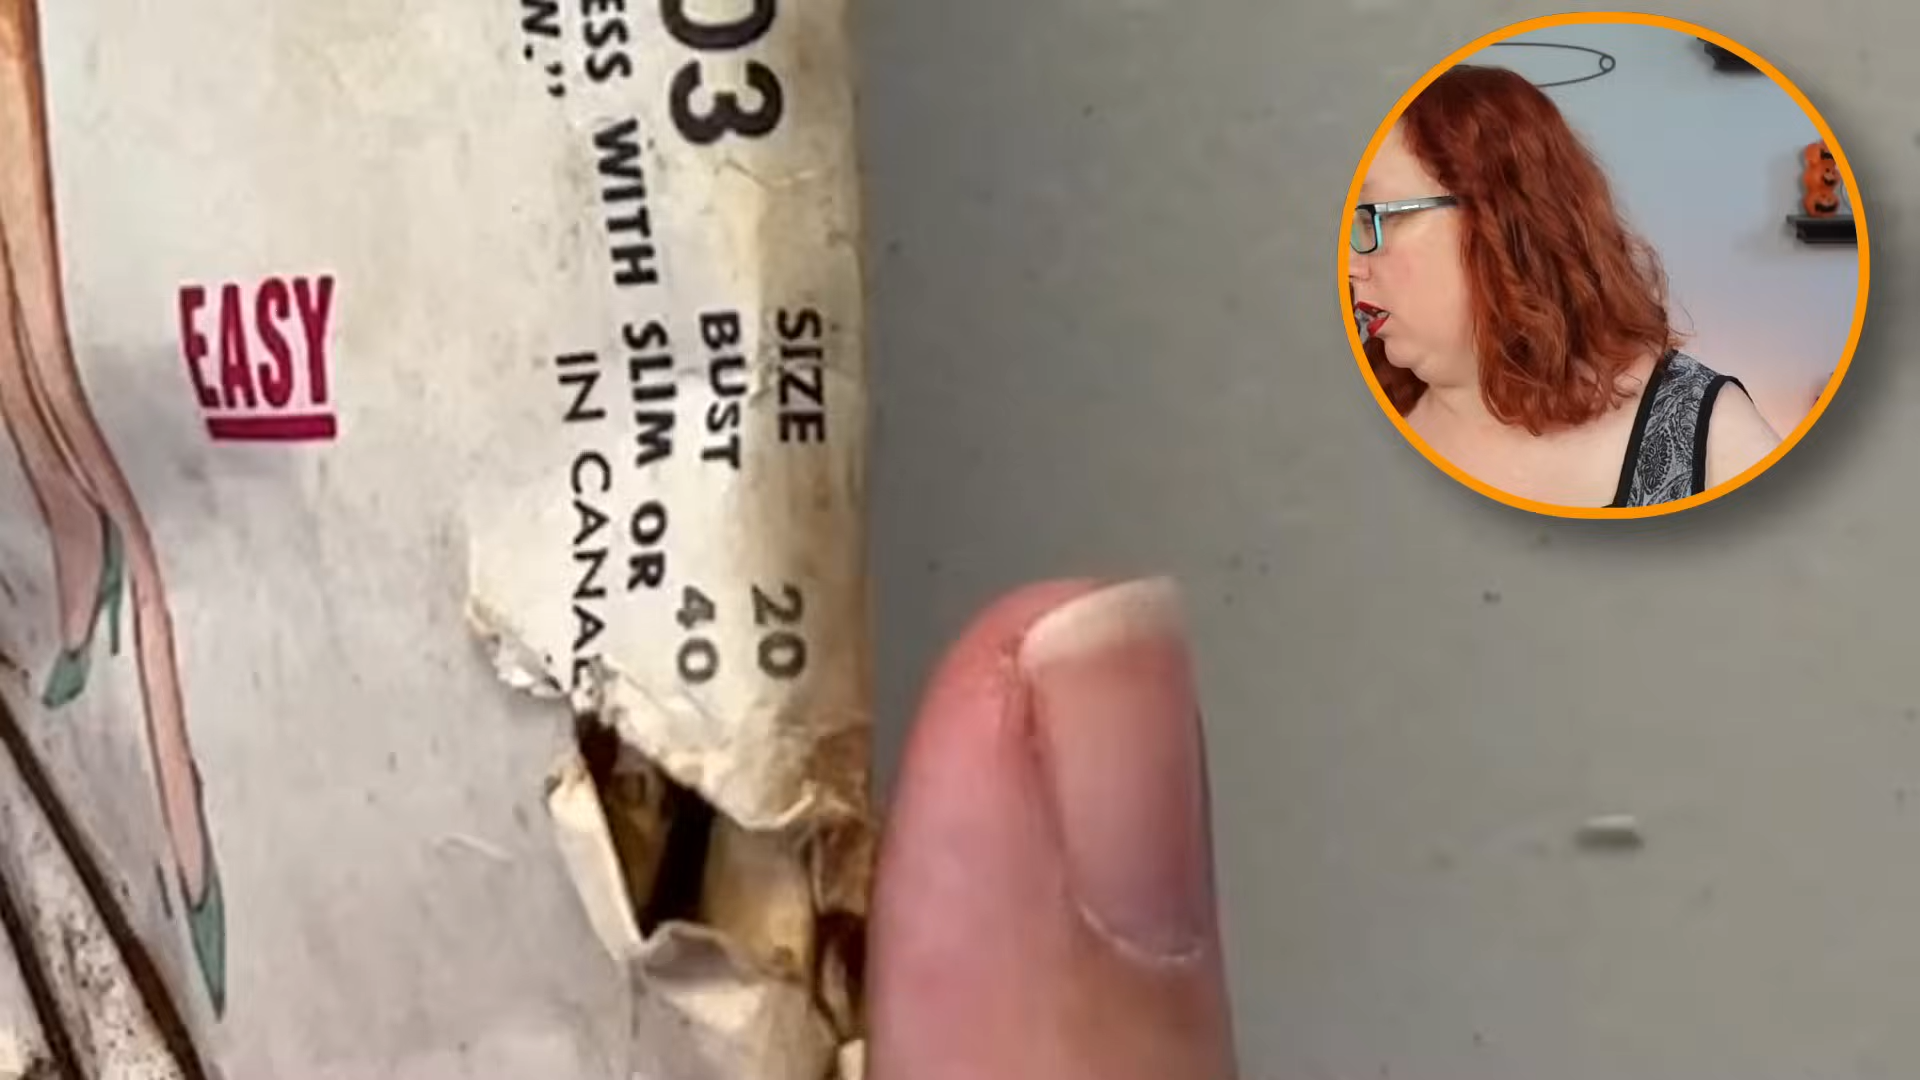 03 SIZE 20
BUST 40
ESS WITH SLIM OR
W.” IN CANA
EASY